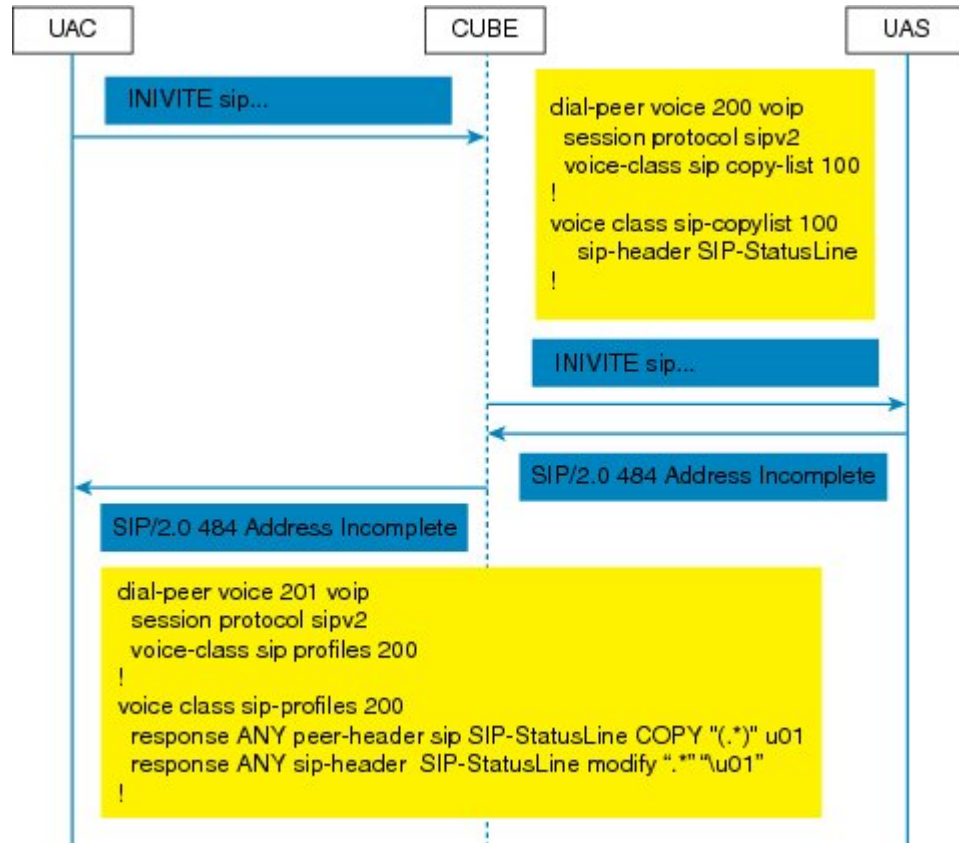 UAC
CUBE
UAS
INIVITE sip...
dial-peer voice 200 voip
session protocol sipv2
voice-class sip copy-list 100
!
voice class sip-copylist 100
sip-header SIP-StatusLine
!
INIVITE sip...
SIP/2.0 484 Address Incomplete
SIP/2.0 484 Address Incomplete
dial-peer voice 201 voip
session protocol sipv2
voice-class sip profiles 200
!
voice class sip-profiles 200
response ANY peer-header sip SIP-StatusLine COPY "(.*)" u01
response ANY sip-header SIP-StatusLine modify “.*” “\u01”
!